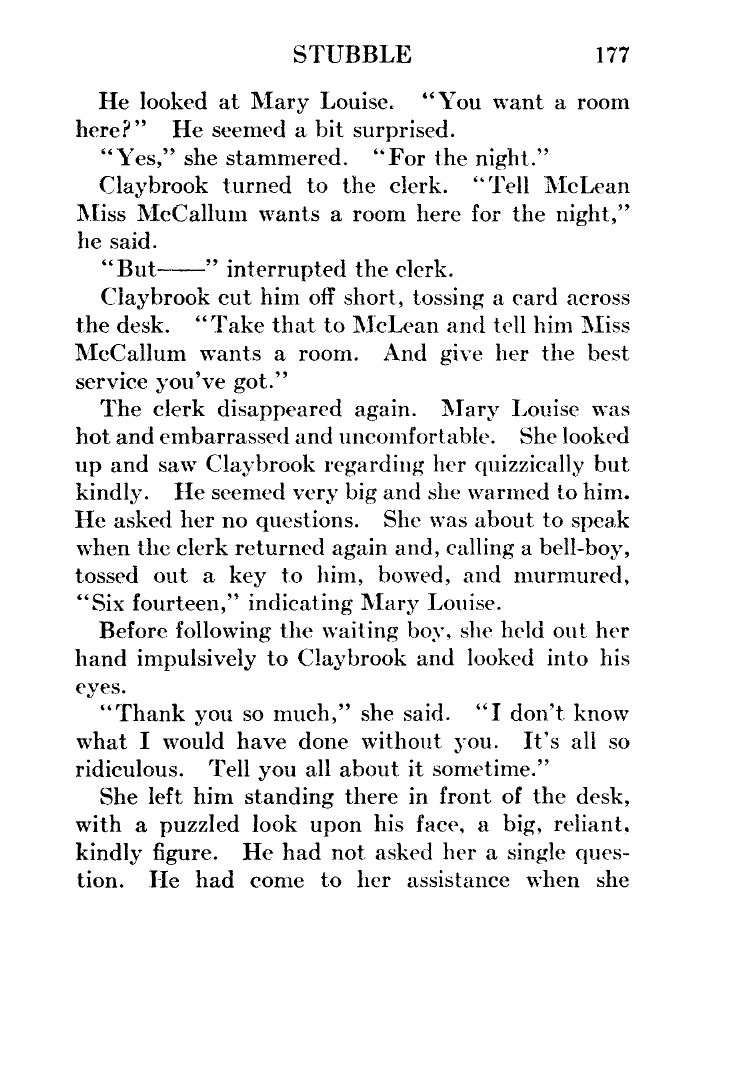 STUBBLE 177
He looked at Mary Louise. “You want a room
here?” He seemed a bit surprised.
“Yes,” she stammered. “For the night.”
Claybrook turned to the clerk. “Tell McLean
Miss McCallum wants a room here for the night,”
he said.
“But——” interrupted the clerk.
Claybrook cut him off short, tossing a card across
the desk. “Take that to McLean and tell him Miss
McCallum wants a room. And give her the best
service you’ve got.”
The clerk disappeared again. Mary Louise was
hot and embarrassed and uncomfortable. She looked
up and saw Claybrook regarding her quizzically but
kindly. He seemed very big and she warmed to him.
He asked her no questions. She was about to speak
when the clerk returned again and, calling a bell-boy,
tossed out a key to him, bowed, and murmured,
“Six fourteen,” indicating Mary Louise.
Before following the waiting boy, she held out her
hand impulsively to Claybrook and looked into his
eyes.
“Thank you so much,” she said. “I don’t know
what I would have done without you. It’s all so
ridiculous. Tell you all about it sometime.”
She left him standing there in front of the desk,
with a puzzled look upon his face, a big, reliant,
kindly figure. He had not asked her a single ques-
tion. He had come to her assistance when she